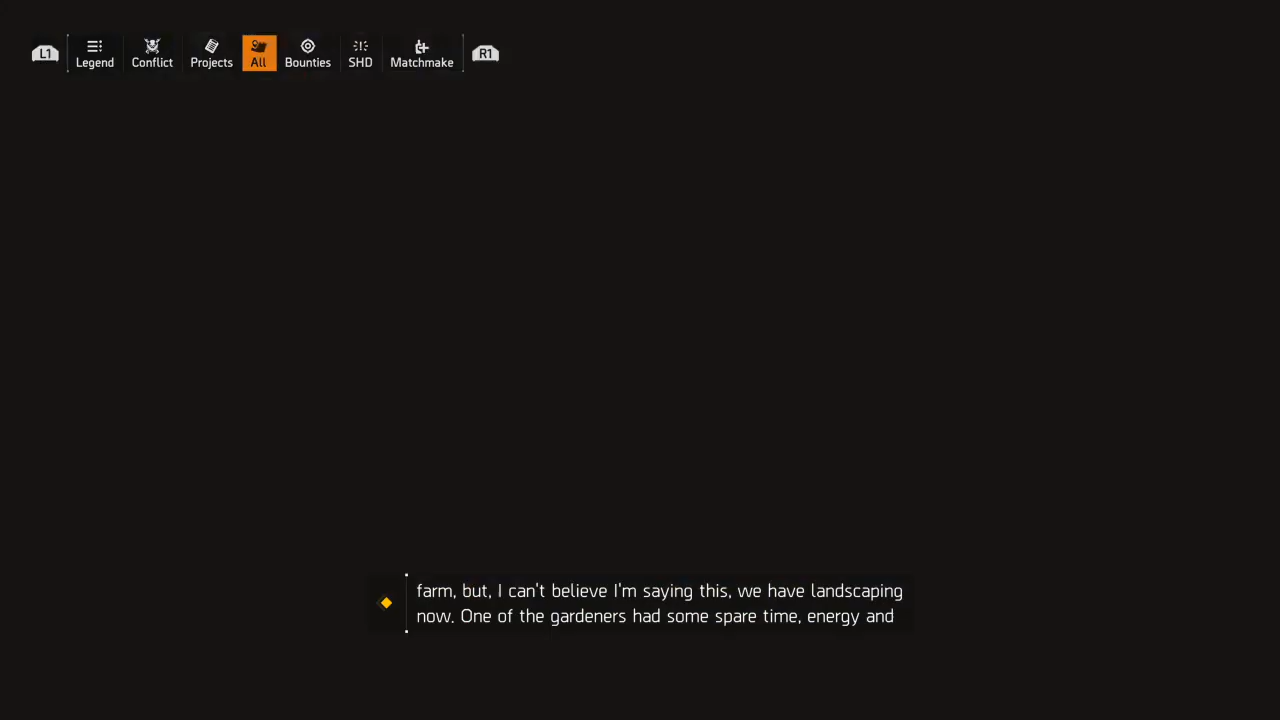 L1
Legend
Conflict
Projects
All
Bounties
SHD
Matchmake
R1
farm, but, I can't believe I'm saying this, we have landscaping
now. One of the gardeners had some spare time, energy and